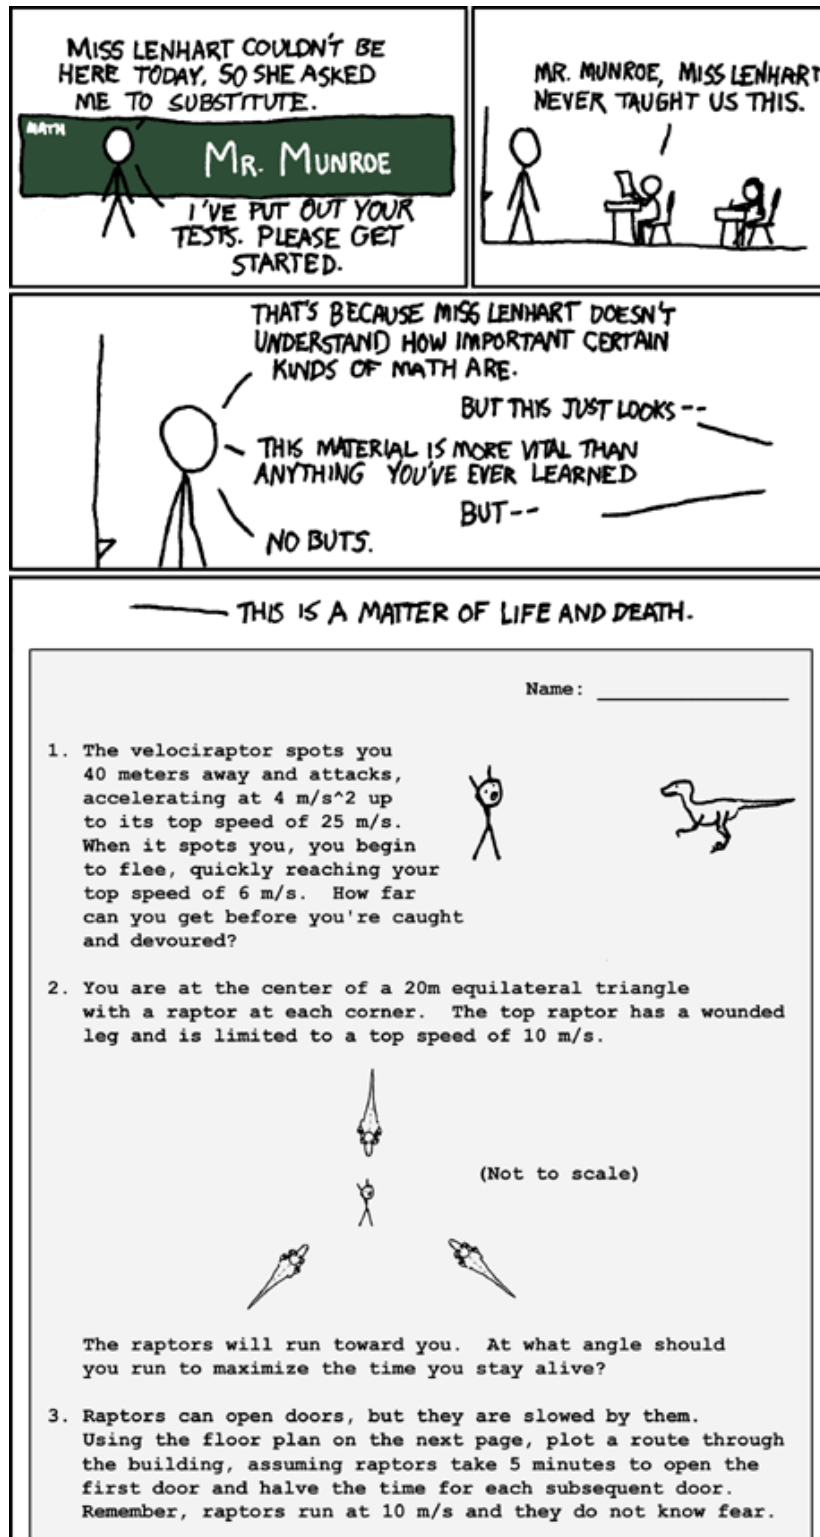 MISS LENHART COULDN'T BE
HERE TODAY, SO SHE ASKED
ME TO SUBSTITUTE.
MATH
MR. MUNROE
I'VE PUT OUT YOUR
TESTS. PLEASE GET
STARTED.
MR. MUNROE, MISS LENHART
NEVER TAUGHT US THIS.
THAT'S BECAUSE MISS LENHART DOESN'T
UNDERSTAND HOW IMPORTANT CERTAIN
KINDS OF MATH ARE.
BUT THIS JUST LOOKS --
THIS MATERIAL IS MORE VITAL THAN
ANYTHING YOU'VE EVER LEARNED
BUT--
NO BUTS.
THIS IS A MATTER OF LIFE AND DEATH.
Name:
1. The velociraptor spots you
40 meters away and attacks,
accelerating at 4 m/s^2 up
to its top speed of 25 m/s.
When it spots you, you begin
to flee, quickly reaching your
top speed of 6 m/s. How far
can you get before you're caught
and devoured?
2. You are at the center of a 20m equilateral triangle
with a raptor at each corner. The top raptor has a wounded
leg and is limited to a top speed of 10 m/s.
(Not to scale)
The raptors will run toward you. At what angle should
you run to maximize the time you stay alive?
3. Raptors can open doors, but they are slowed by them.
Using the floor plan on the next page, plot a route through
the building, assuming raptors take 5 minutes to open the
first door and halve the time for each subsequent door.
Remember, raptors run at 10 m/s and they do not know fear.